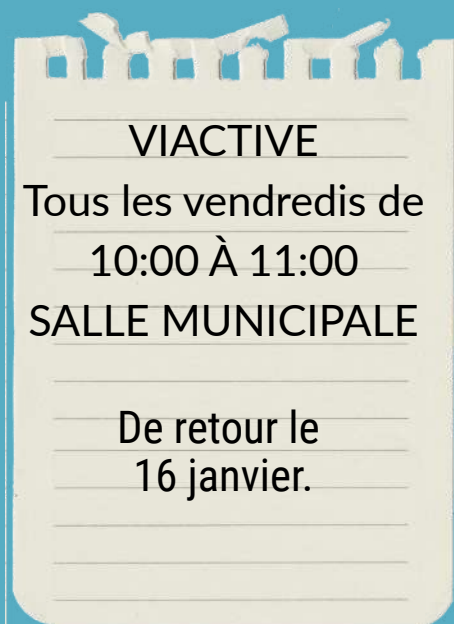 VIACTIVE
Tous les vendredis de
10:00 À 11:00
SALLE MUNICIPALE
De retour le
16 janvier.